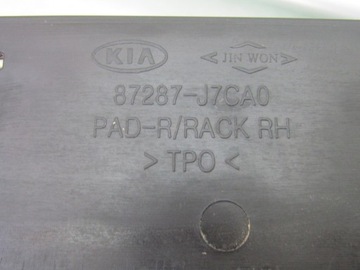 KIA
JIN WON
87287-J7CA0
PAD-R/RACK RH
> TPO <